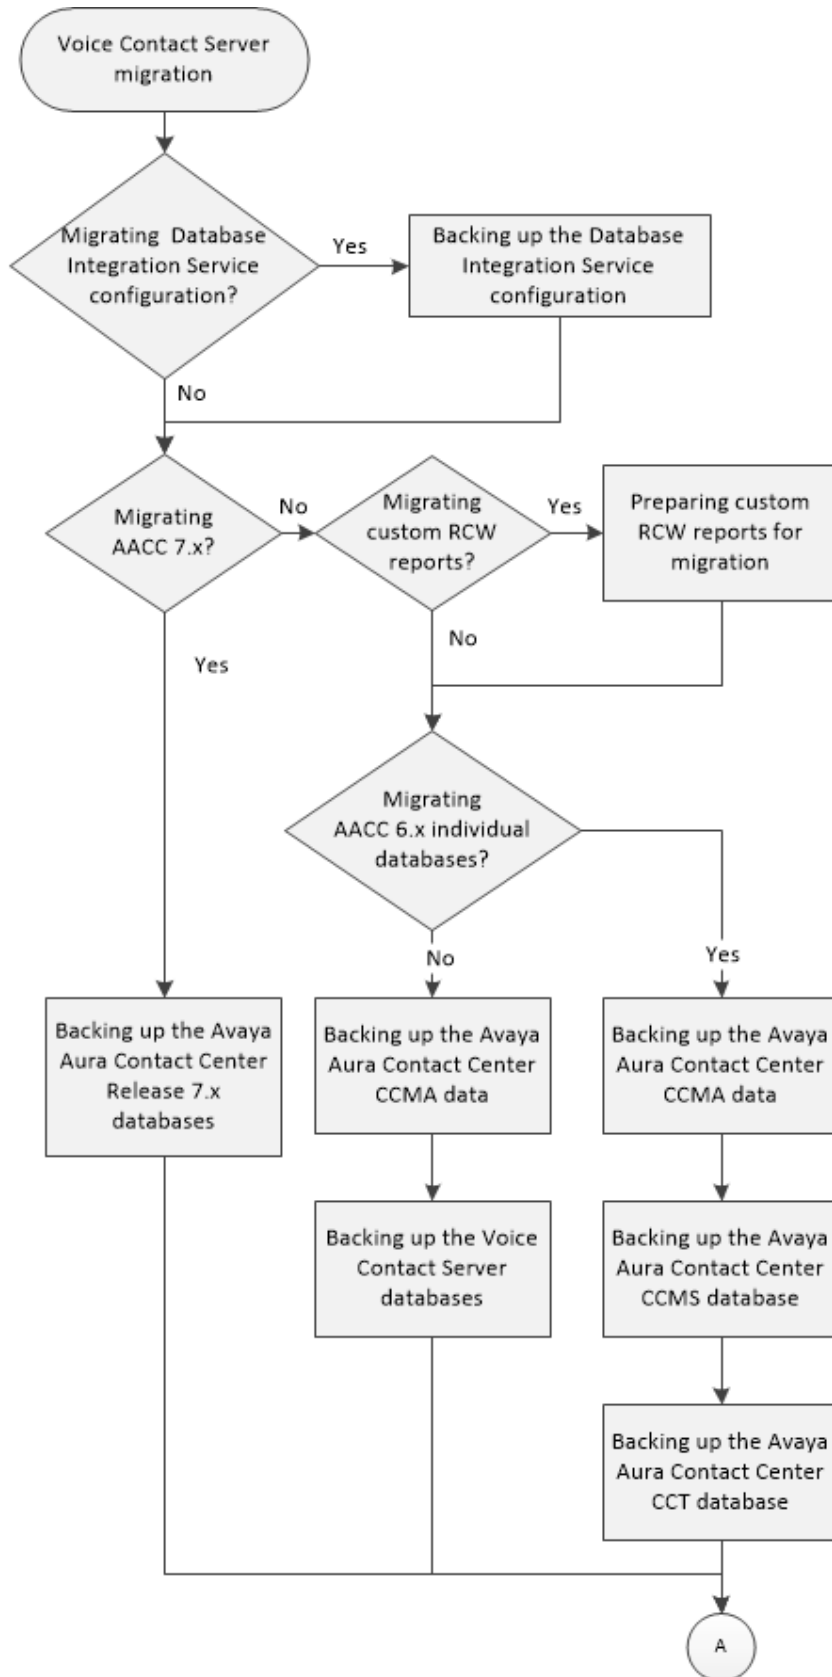 Voice Contact Server
migration
Migrating Database
Integration Service
configuration?
Yes
Backing up the Database
Integration Service
configuration
No
Migrating
AACC 7.x?
No
Migrating
custom RCW
reports?
Yes
Preparing custom
RCW reports for
migration
No
Yes
Migrating
AACC 6.x individual
databases?
No
Yes
Backing up the Avaya
Aura Contact Center
Release 7.x
databases
Backing up the Avaya
Aura Contact Center
CCMA data
Backing up the Avaya
Aura Contact Center
CCMA data
Backing up the Voice
Contact Server
databases
Backing up the Avaya
Aura Contact Center
CCMS database
Backing up the Avaya
Aura Contact Center
CCT database
A